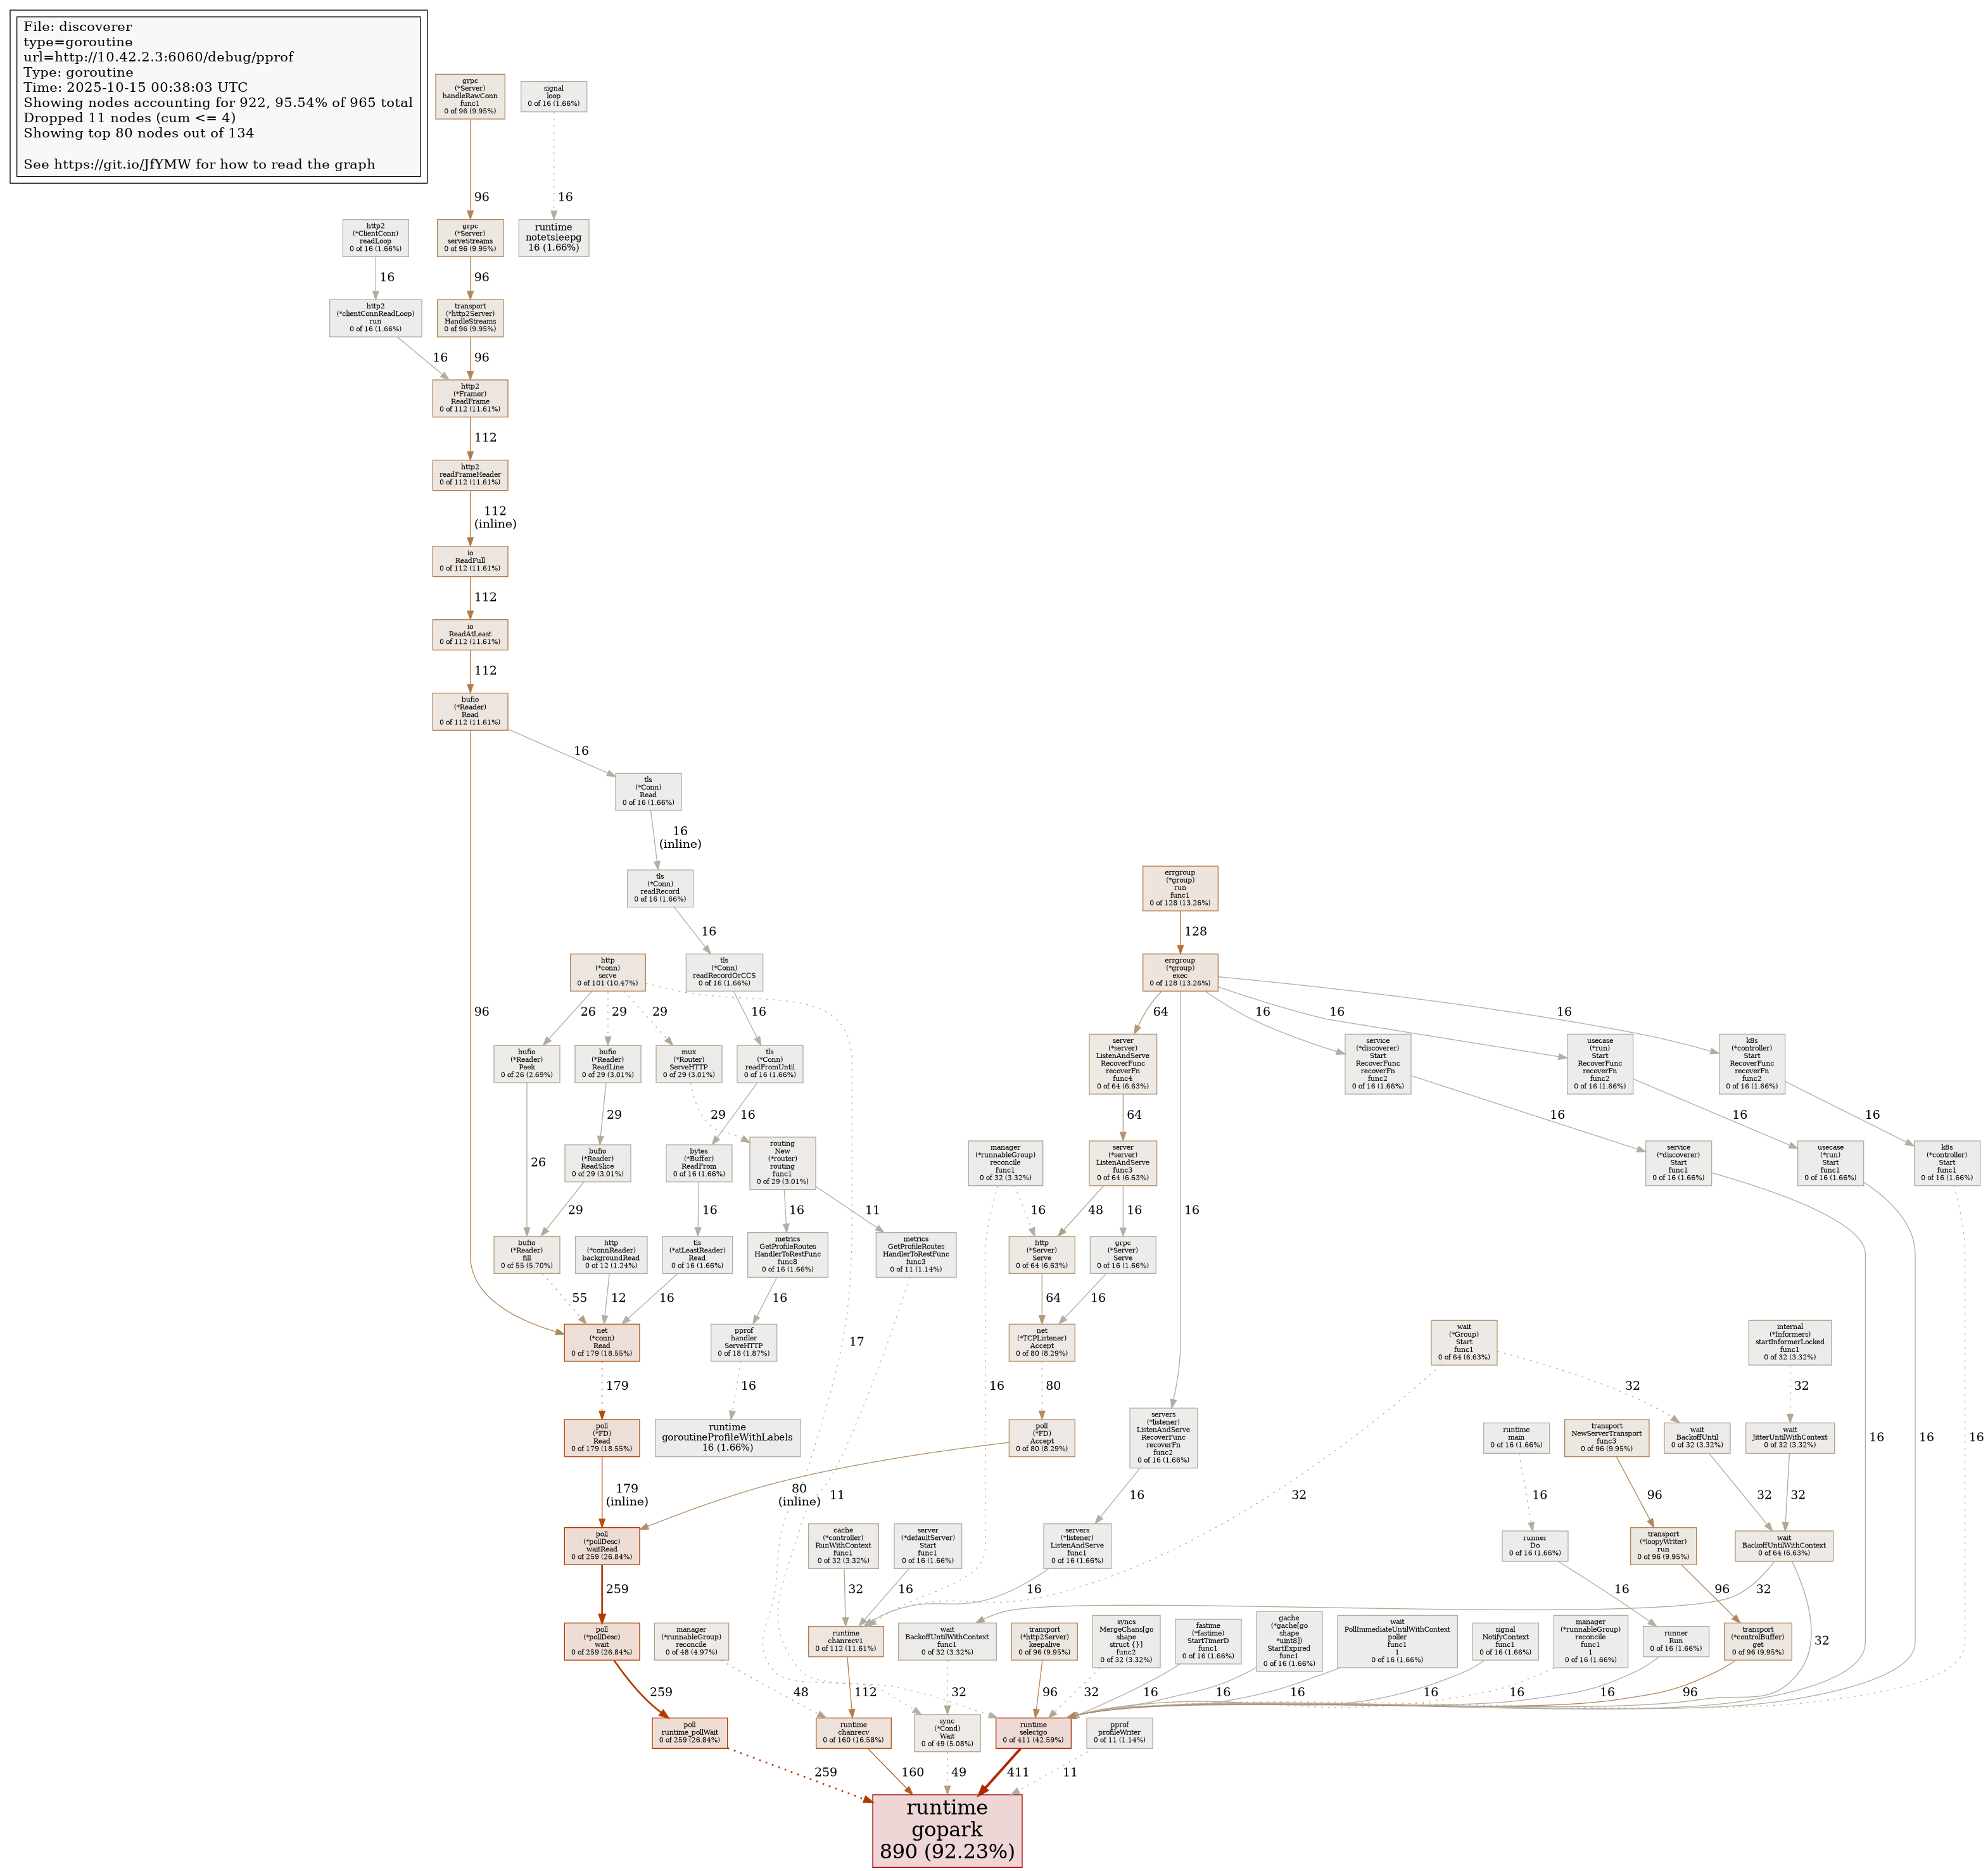 File: discoverer
type=goroutine
url=http://10.42.2.3:6060/debug/pprof
Type: goroutine
Time: 2025-10-15 00:38:03 UTC
Showing nodes accounting for 922, 95.54% of 965 total
Dropped 11 nodes (cum <= 4)
Showing top 80 nodes out of 134
See https://git.io/JfYMW for how to read the graph
grpc
(*Server)
handleRawConn
func1
0 of 96 (9.95%)
signal
loop
0 of 16 (1.66%)
96
16
http2
(*ClientConn)
readLoop
0 of 16 (1.66%)
grpc
(*Server)
serveStreams
0 of 96 (9.95%)
runtime
notetsleepg
16 (1.66%)
16
96
http2
(*clientConnReadLoop)
run
0 of 16 (1.66%)
transport
(*http2Server)
HandleStreams
0 of 96 (9.95%)
16
96
http2
(*Framer)
ReadFrame
0 of 112 (11.61%)
112
http2
readFrameHeader
0 of 112 (11.61%)
112
(inline)
io
ReadFull
0 of 112 (11.61%)
112
io
ReadAtLeast
0 of 112 (11.61%)
112
bufio
(*Reader)
Read
0 of 112 (11.61%)
16
tls
(*Conn)
Read
0 of 16 (1.66%)
16
(inline)
tls
(*Conn)
readRecord
0 of 16 (1.66%)
errgroup
(*group)
run
func1
0 of 128 (13.26%)
16
128
http
(*conn)
serve
0 of 101 (10.47%)
tls
(*Conn)
readRecordOrCCS
0 of 16 (1.66%)
errgroup
(*group)
exec
0 of 128 (13.26%)
96
26
29
29
16
64
16
16
16
bufio
(*Reader)
Peek
0 of 26 (2.69%)
bufio
(*Reader)
ReadLine
0 of 29 (3.01%)
mux
(*Router)
ServeHTTP
0 of 29 (3.01%)
tls
(*Conn)
readFromUntil
0 of 16 (1.66%)
server
(*server)
ListenAndServe
RecoverFunc
recoverFn
func4
0 of 64 (6.63%)
service
(*discoverer)
Start
RecoverFunc
recoverFn
func2
0 of 16 (1.66%)
usecase
(*run)
Start
RecoverFunc
recoverFn
func2
0 of 16 (1.66%)
k8s
(*controller)
Start
RecoverFunc
recoverFn
func2
0 of 16 (1.66%)
29
29
16
64
16
16
16
26
bufio
(*Reader)
ReadSlice
0 of 29 (3.01%)
bytes
(*Buffer)
ReadFrom
0 of 16 (1.66%)
routing
New
(*router)
routing
func1
0 of 29 (3.01%)
manager
(*runnableGroup)
reconcile
func1
0 of 32 (3.32%)
server
(*server)
ListenAndServe
func3
0 of 64 (6.63%)
service
(*discoverer)
Start
func1
0 of 16 (1.66%)
usecase
(*run)
Start
func1
0 of 16 (1.66%)
k8s
(*controller)
Start
func1
0 of 16 (1.66%)
29
16
16
11
16
48
16
16
bufio
(*Reader)
fill
0 of 55 (5.70%)
http
(*connReader)
backgroundRead
0 of 12 (1.24%)
tls
(*atLeastReader)
Read
0 of 16 (1.66%)
metrics
GetProfileRoutes
HandlerToRestFunc
func8
0 of 16 (1.66%)
metrics
GetProfileRoutes
HandlerToRestFunc
func3
0 of 11 (1.14%)
http
(*Server)
Serve
0 of 64 (6.63%)
grpc
(*Server)
Serve
0 of 16 (1.66%)
55
12
16
16
64
16
net
(*conn)
Read
0 of 179 (18.55%)
pprof
handler
ServeHTTP
0 of 18 (1.87%)
net
(*TCPListener)
Accept
0 of 80 (8.29%)
wait
(*Group)
Start
func1
0 of 64 (6.63%)
internal
(*Informers)
startInformerLocked
func1
0 of 32 (3.32%)
17
179
16
16
80
32
32
poll
(*FD)
Read
0 of 179 (18.55%)
runtime
goroutineProfileWithLabels
16 (1.66%)
poll
(*FD)
Accept
0 of 80 (8.29%)
servers
(*listener)
ListenAndServe
RecoverFunc
recoverFn
func2
0 of 16 (1.66%)
runtime
main
0 of 16 (1.66%)
transport
NewServerTransport
func3
0 of 96 (9.95%)
wait
BackoffUntil
0 of 32 (3.32%)
wait
JitterUntilWithContext
0 of 32 (3.32%)
16
16
16
179
(inline)
80
(inline)
11
16
32
16
96
32
32
poll
(*pollDesc)
waitRead
0 of 259 (26.84%)
cache
(*controller)
RunWithContext
func1
0 of 32 (3.32%)
server
(*defaultServer)
Start
func1
0 of 16 (1.66%)
servers
(*listener)
ListenAndServe
func1
0 of 16 (1.66%)
runner
Do
0 of 16 (1.66%)
transport
(*loopyWriter)
run
0 of 96 (9.95%)
wait
BackoffUntilWithContext
0 of 64 (6.63%)
259
32
16
16
16
96
32
poll
(*pollDesc)
wait
0 of 259 (26.84%)
manager
(*runnableGroup)
reconcile
0 of 48 (4.97%)
runtime
chanrecv1
0 of 112 (11.61%)
wait
BackoffUntilWithContext
func1
0 of 32 (3.32%)
transport
(*http2Server)
keepalive
0 of 96 (9.95%)
syncs
MergeChans[go
shape
struct {}]
func2
0 of 32 (3.32%)
fastime
(*fastime)
StartTimerD
func1
0 of 16 (1.66%)
gache
(*gache[go
shape
*uint8])
StartExpired
func1
0 of 16 (1.66%)
wait
PollImmediateUntilWithContext
poller
func1
1
0 of 16 (1.66%)
signal
NotifyContext
func1
0 of 16 (1.66%)
manager
(*runnableGroup)
reconcile
func1
1
0 of 16 (1.66%)
runner
Run
0 of 16 (1.66%)
transport
(*controlBuffer)
get
0 of 96 (9.95%)
32
259
48
112
32
96
32
16
16
16
16
16
16
96
poll
runtime_pollWait
0 of 259 (26.84%)
runtime
chanrecv
0 of 160 (16.58%)
sync
(*Cond)
Wait
0 of 49 (5.08%)
runtime
selectgo
0 of 411 (42.59%)
pprof
profileWriter
0 of 11 (1.14%)
259
160
49
411
11
runtime
gopark
890 (92.23%)